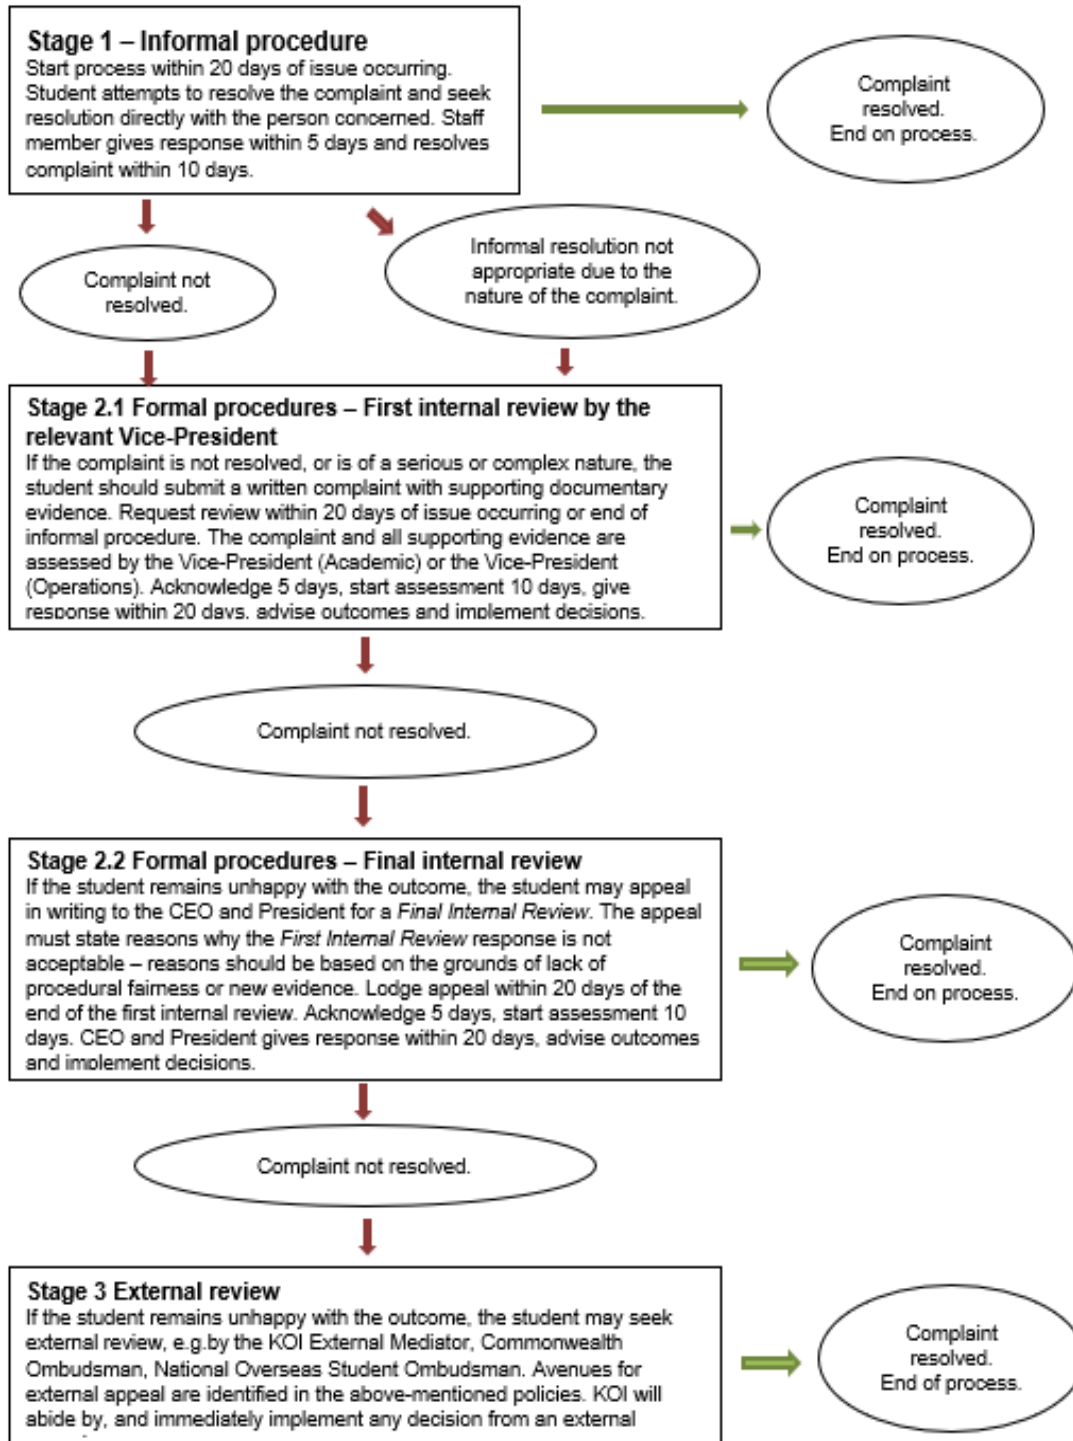 Stage 1 – Informal procedure
Start process within 20 days of issue occurring.
Student attempts to resolve the complaint and seek
resolution directly with the person concerned. Staff
member gives response within 5 days and resolves
complaint within 10 days.
Complaint
resolved.
End on process.
Complaint not
resolved.
Informal resolution not
appropriate due to the
nature of the complaint.
Stage 2.1 Formal procedures – First internal review by the
relevant Vice-President
If the complaint is not resolved, or is of a serious or complex nature, the
student should submit a written complaint with supporting documentary
evidence. Request review within 20 days of issue occurring or end of
informal procedure. The complaint and all supporting evidence are
assessed by the Vice-President (Academic) or the Vice-President
(Operations). Acknowledge 5 days, start assessment 10 days, give
response within 20 days, advise outcomes and implement decisions.
Complaint
resolved.
End on process.
Complaint not resolved.
Stage 2.2 Formal procedures – Final internal review
If the student remains unhappy with the outcome, the student may appeal
in writing to the CEO and President for a Final Internal Review. The appeal
must state reasons why the First Internal Review response is not
acceptable – reasons should be based on the grounds of lack of
procedural fairness or new evidence. Lodge appeal within 20 days of the
end of the first internal review. Acknowledge 5 days, start assessment 10
days. CEO and President gives response within 20 days, advise outcomes
and implement decisions.
Complaint
resolved.
End on process.
Complaint not resolved.
Stage 3 External review
If the student remains unhappy with the outcome, the student may seek
external review, e.g.by the KOI External Mediator, Commonwealth
Ombudsman, National Overseas Student Ombudsman. Avenues for
external appeal are identified in the above-mentioned policies. KOI will
abide by, and immediately implement any decision from an external
Complaint
resolved.
End of process.